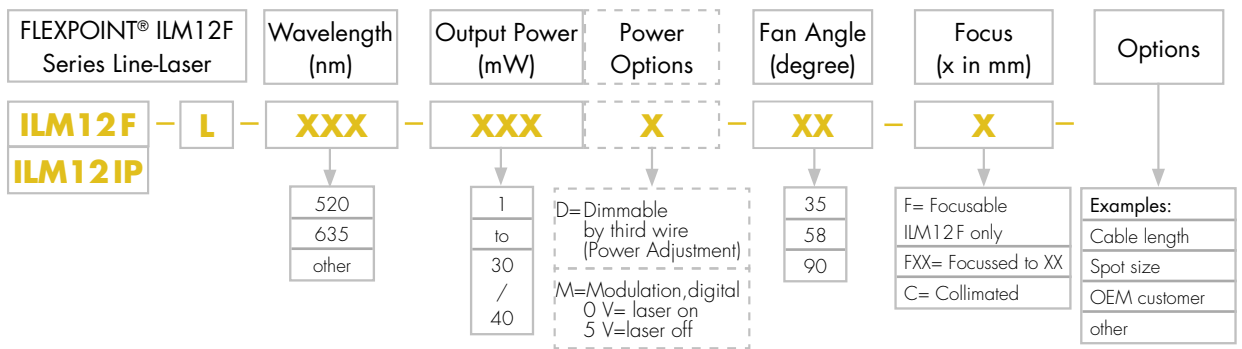 FLEXPOINT® ILM12F
Series Line-Laser
Wavelength
(nm)
Output Power
(mW)
Power
Options
Fan Angle
(degree)
Focus
(x in mm)
Options
ILM12F – L – XXX – XXX X – XX – X –
ILM12IP
520
635
other
1
to
30
/
40
D=Dimmable
by third wire
(Power Adjustment)
M=Modulation,digital
0 V= laser on
5 V=laser off
35
58
90
F= Focusable
ILM12F only
FXX= Focussed to XX
C= Collimated
Examples:
Cable length
Spot size
OEM customer
other